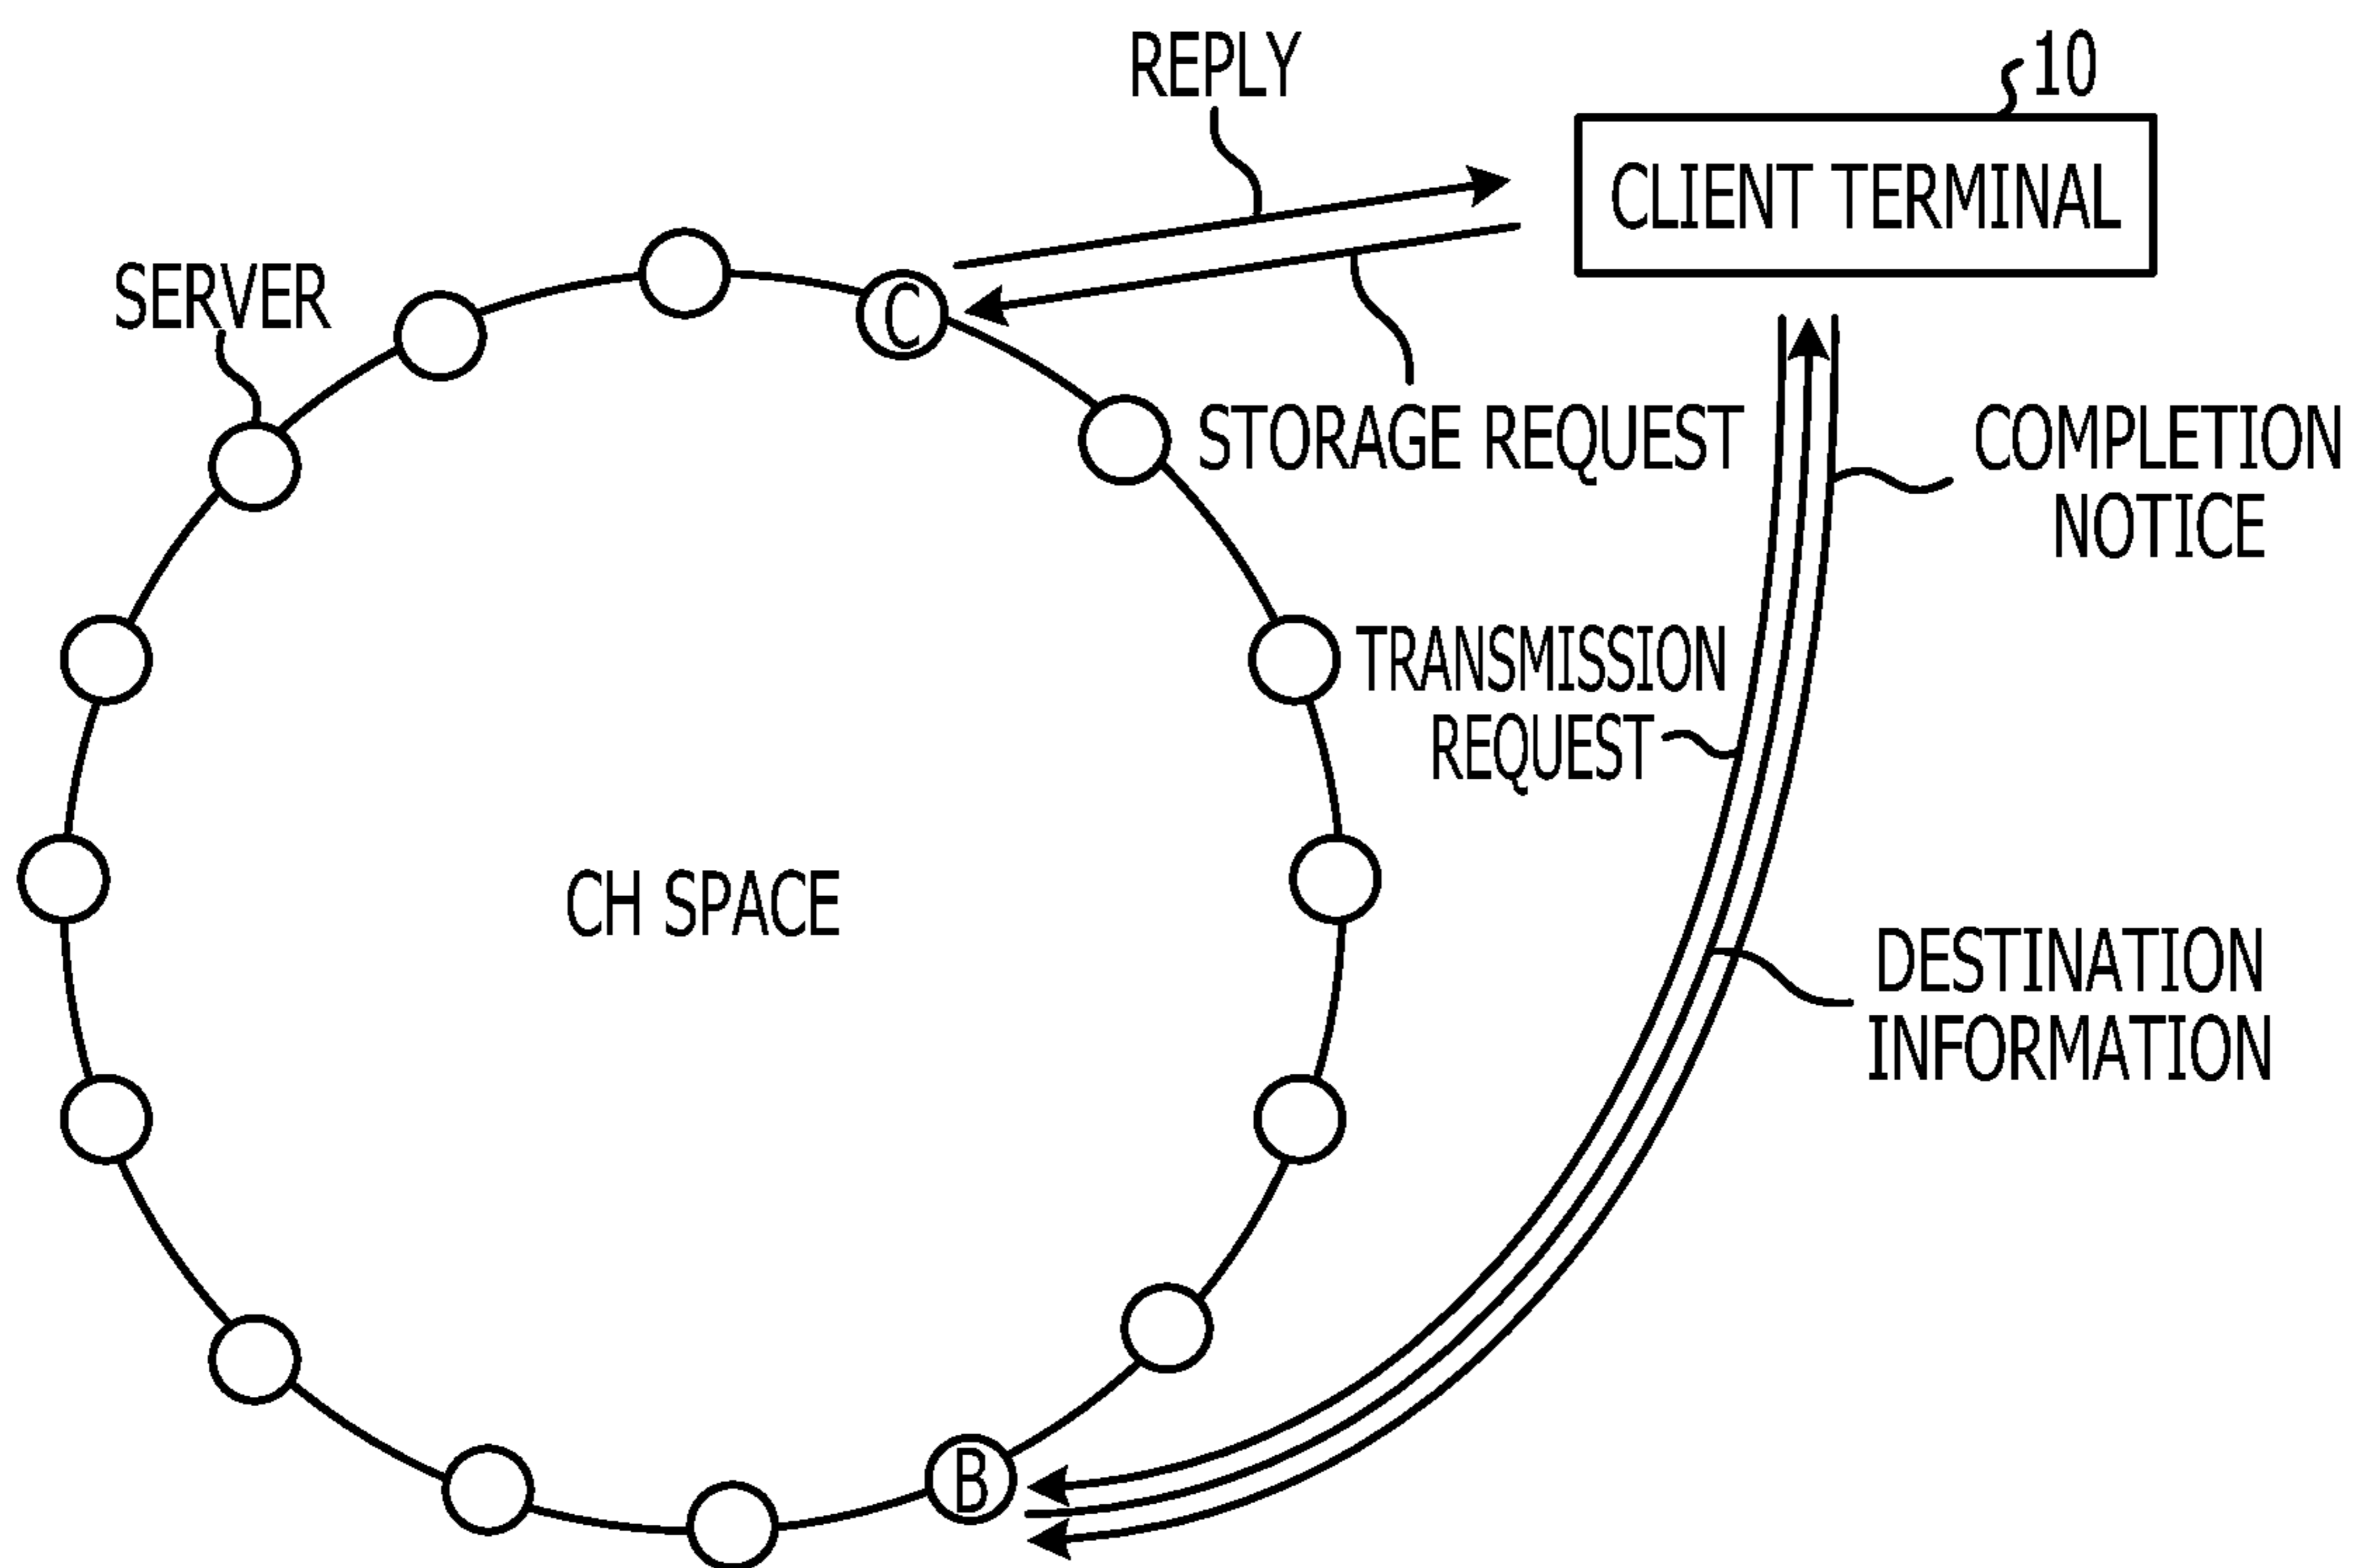 REPLY
10
CLIENT TERMINAL
SERVER
C
STORAGE REQUEST
COMPLETION
NOTICE
TRANSMISSION
REQUEST
CH SPACE
DESTINATION
INFORMATION
B